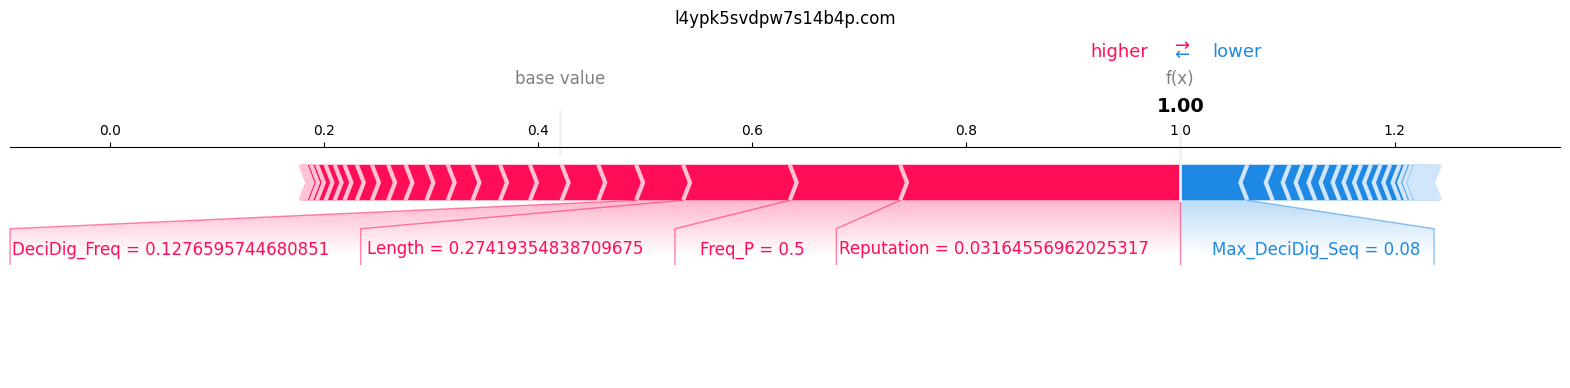 l4ypk5svdpw7s14b4p.com
higher → ← lower
base value f(x)
1.00
0.0 0.2 0.4 0.6 0.8 1.0 1.2
DeciDig_Freq = 0.1276595744680851 Length = 0.27419354838709675 Freq_P = 0.5 Reputation = 0.03164556962025317 Max_DeciDig_Seq = 0.08